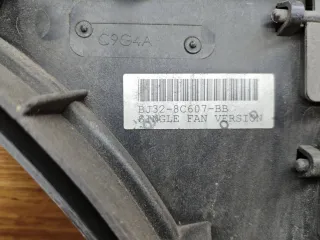 C9G4A
BJ32-8C607-BB
SINGLE FAN VERSION